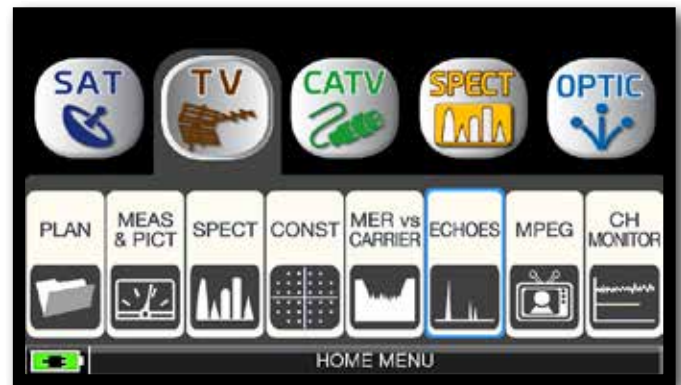 SAT
TV
CATV
SPECT
OPTIC
PLAN
MEAS
& PICT
SPECT
CONST
MER vs
CARRIER
ECHOES
MPEG
CH
MONITOR
HOME MENU